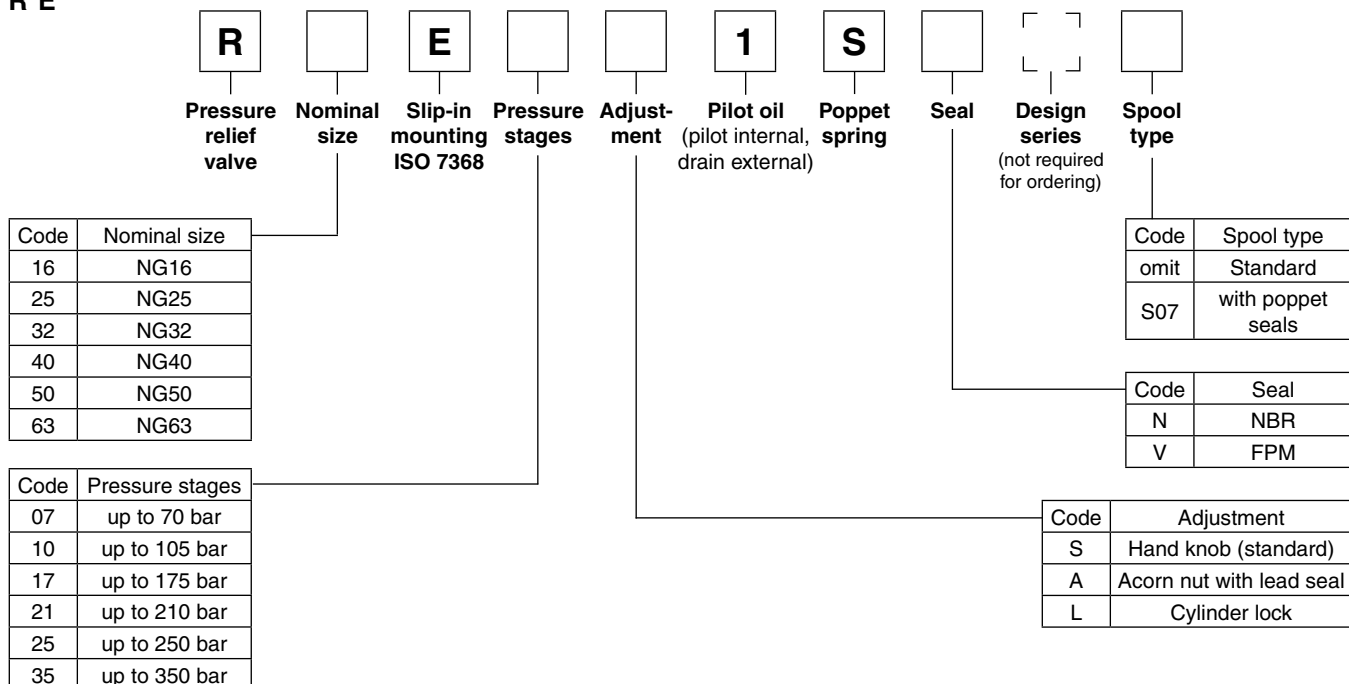 R E
R E 1 S
Pressure relief valve
Nominal size
Slip-in mounting ISO 7368
Pressure stages
Adjust-
ment
Pilot oil
(pilot internal,
drain external)
Poppet spring
Seal
Design series
(not required
for ordering)
Spool type
Code Nominal size
16 NG16
25 NG25
32 NG32
40 NG40
50 NG50
63 NG63
Code Pressure stages
07 up to 70 bar
10 up to 105 bar
17 up to 175 bar
21 up to 210 bar
25 up to 250 bar
35 up to 350 bar
Code Spool type
omit Standard
S07 with poppet
seals
Code Seal
N NBR
V FPM
Code Adjustment
S Hand knob (standard)
A Acorn nut with lead seal
L Cylinder lock